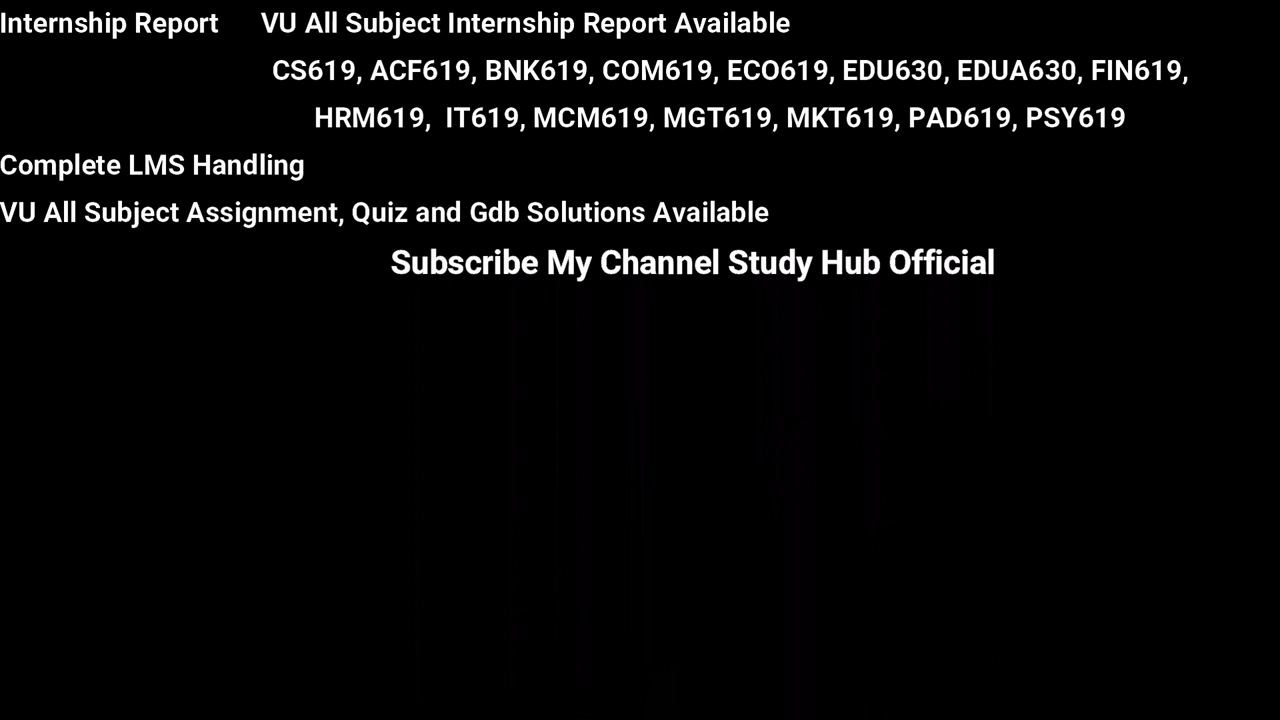 Internship Report VU All Subject Internship Report Available
CS619, ACF619, BNK619, COM619, ECO619, EDU630, EDUA630, FIN619,
HRM619, IT619, MCM619, MGT619, MKT619, PAD619, PSY619
Complete LMS Handling
VU All Subject Assignment, Quiz and Gdb Solutions Available
Subscribe My Channel Study Hub Official